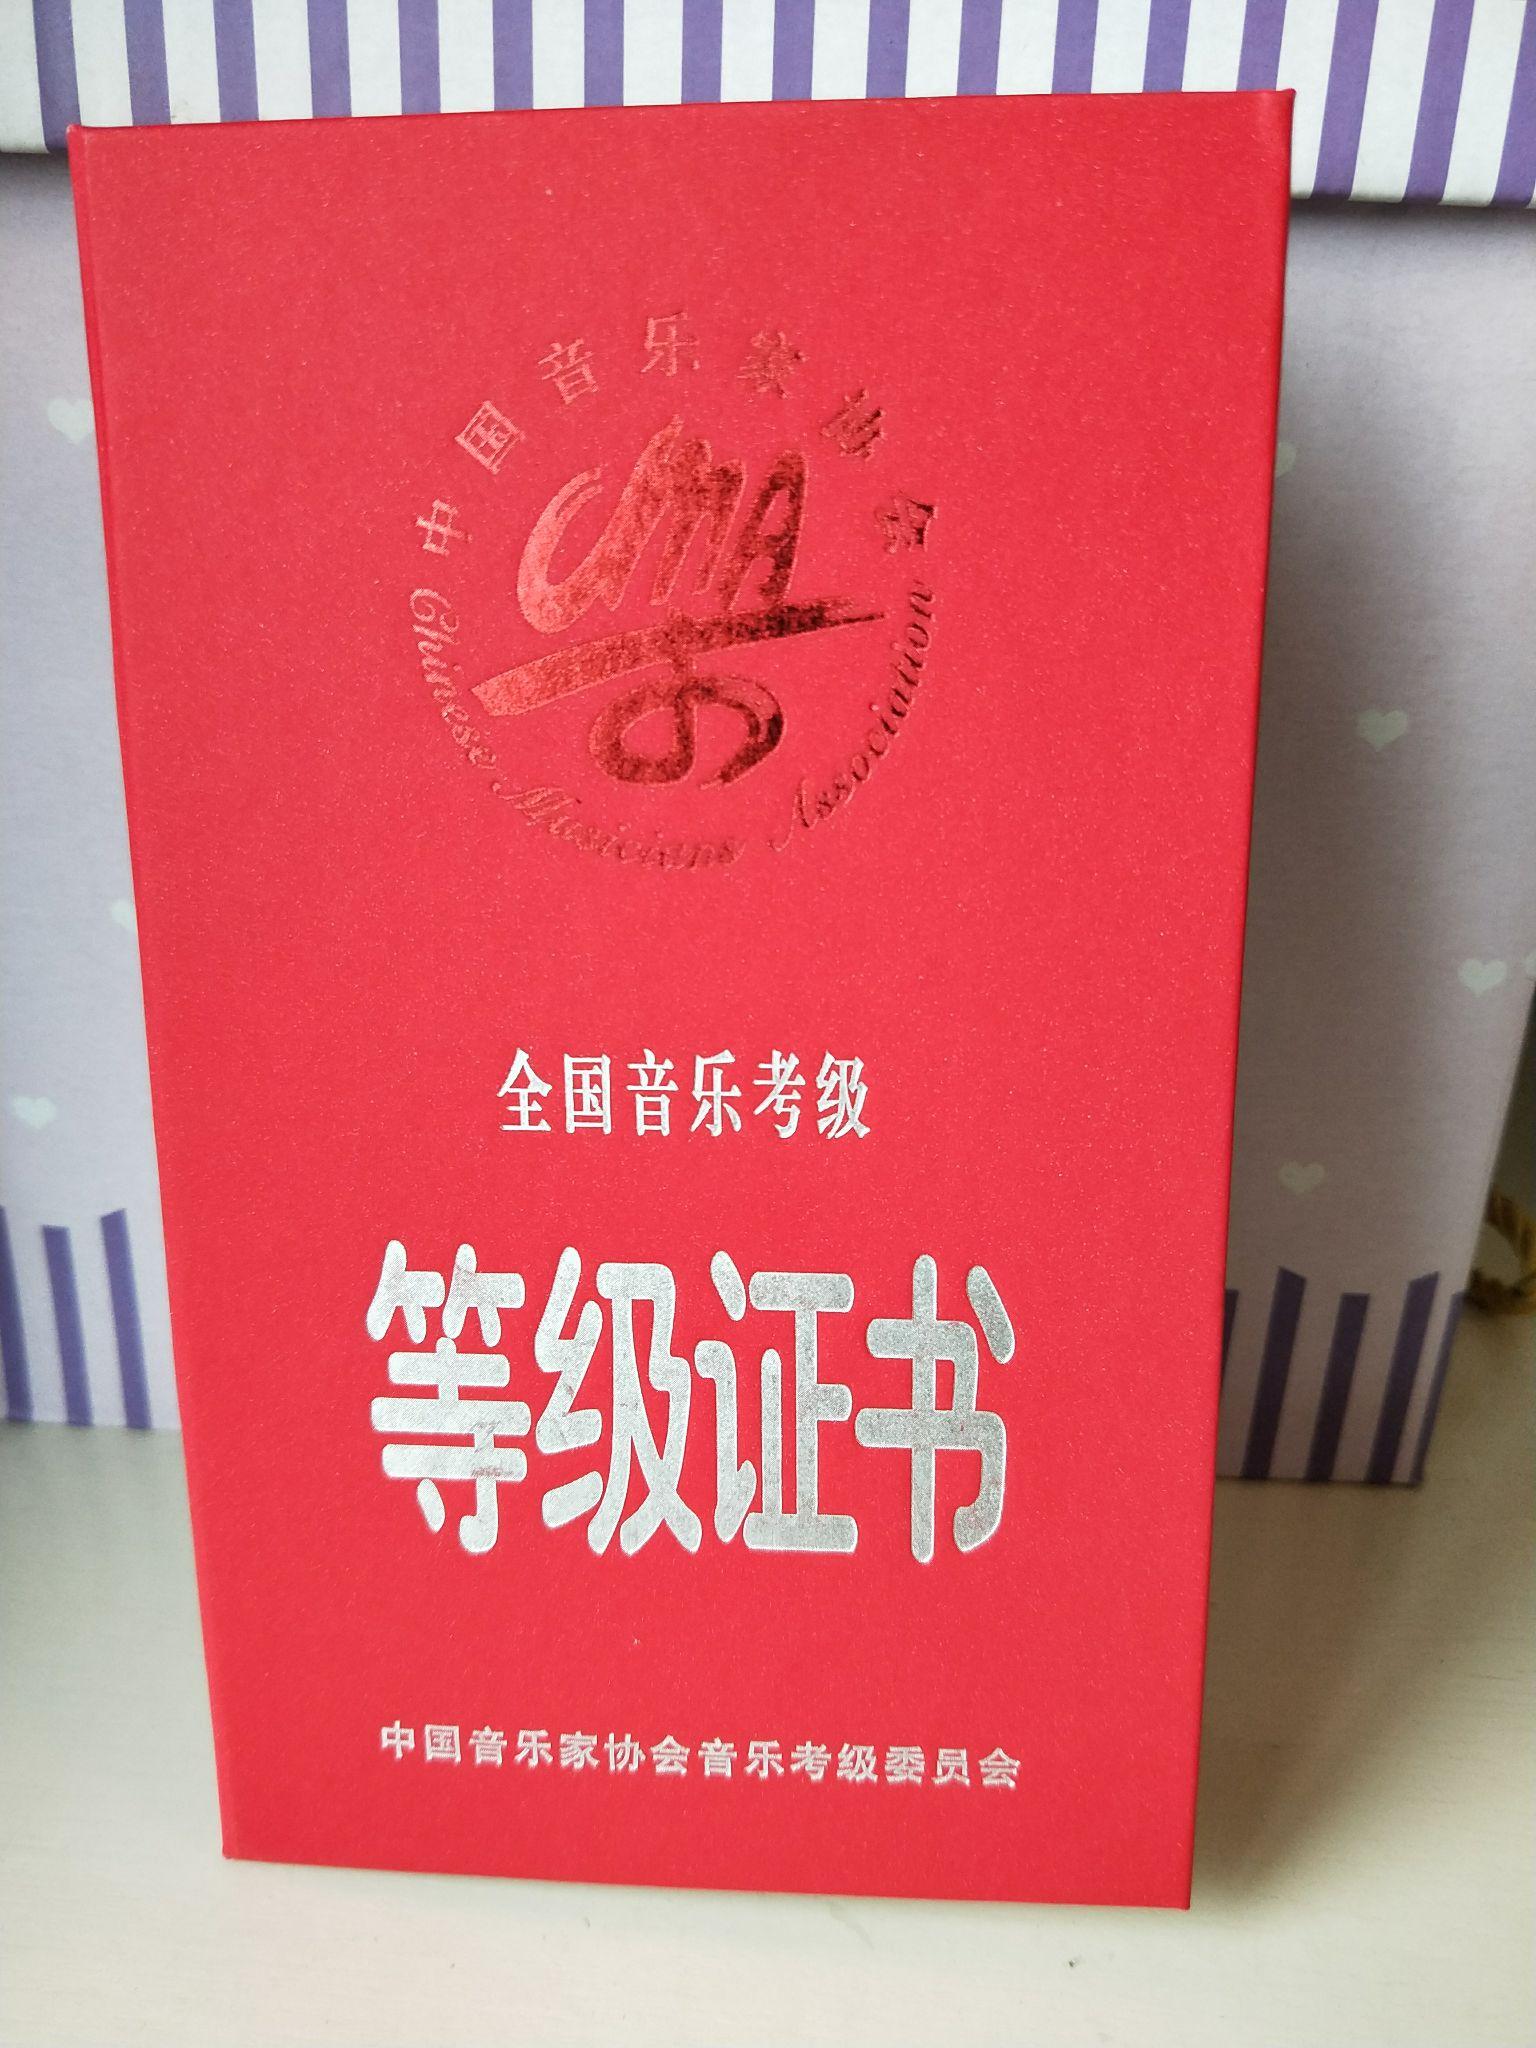 中国音乐家协会
CMA
Chinese Musicians Association
全国音乐考级
等级证书
中国音乐家协会音乐考级委员会